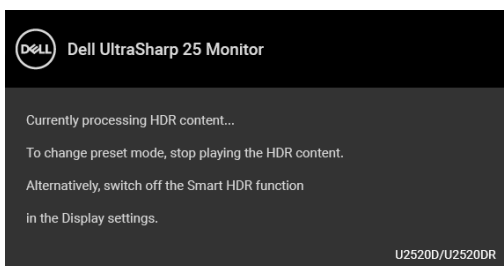 DELL Dell UltraSharp 25 Monitor
Currently processing HDR content...
To change preset mode, stop playing the HDR content.
Alternatively, switch off the Smart HDR function
in the Display settings.
U2520D/U2520DR